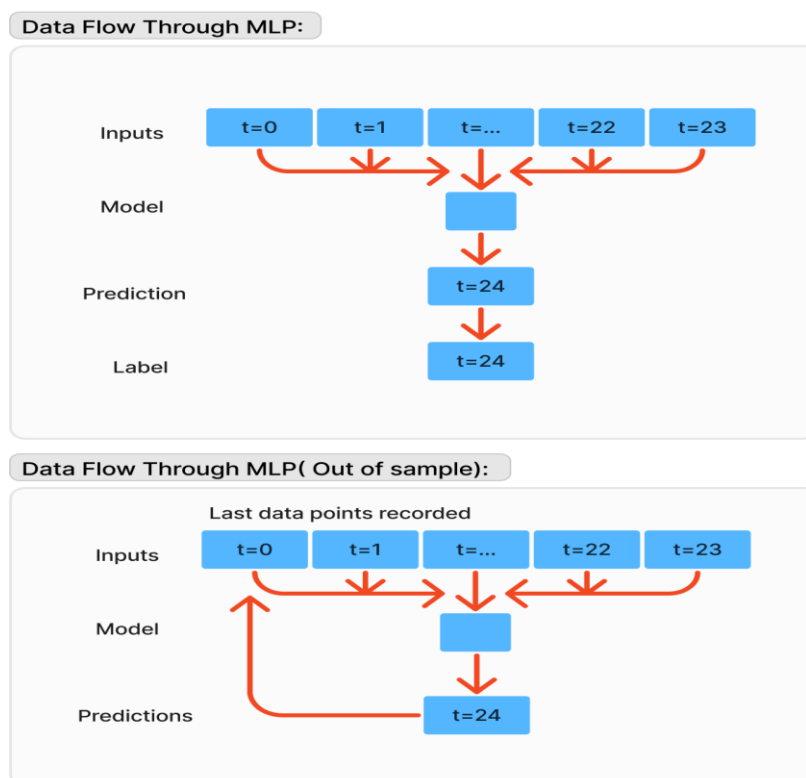 Data Flow Through MLP:
Inputs t=0 t=1 t=... t=22 t=23
Model
Prediction t=24
Label t=24
Data Flow Through MLP( Out of sample):
Last data points recorded
Inputs t=0 t=1 t=... t=22 t=23
Model
Predictions t=24